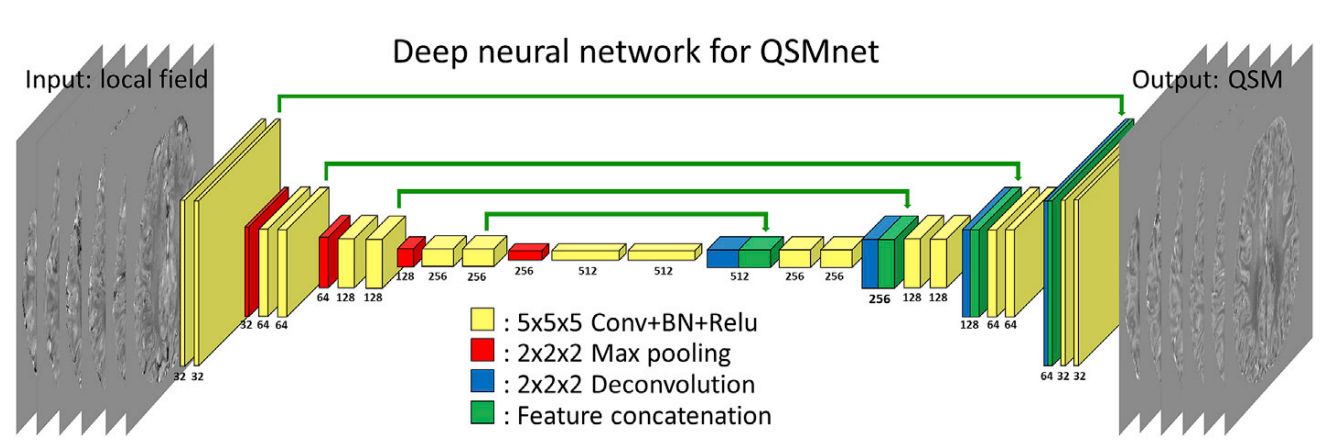 Deep neural network for QSMnet
Input: local field
Output: QSM
32 32
32 64 64
64 128 128
128 256 256
256 512 512
512 256 256
256 128 128
128 64 64
64 32 32
: 5x5x5 Conv+BN+Relu
: 2x2x2 Max pooling
: 2x2x2 Deconvolution
: Feature concatenation